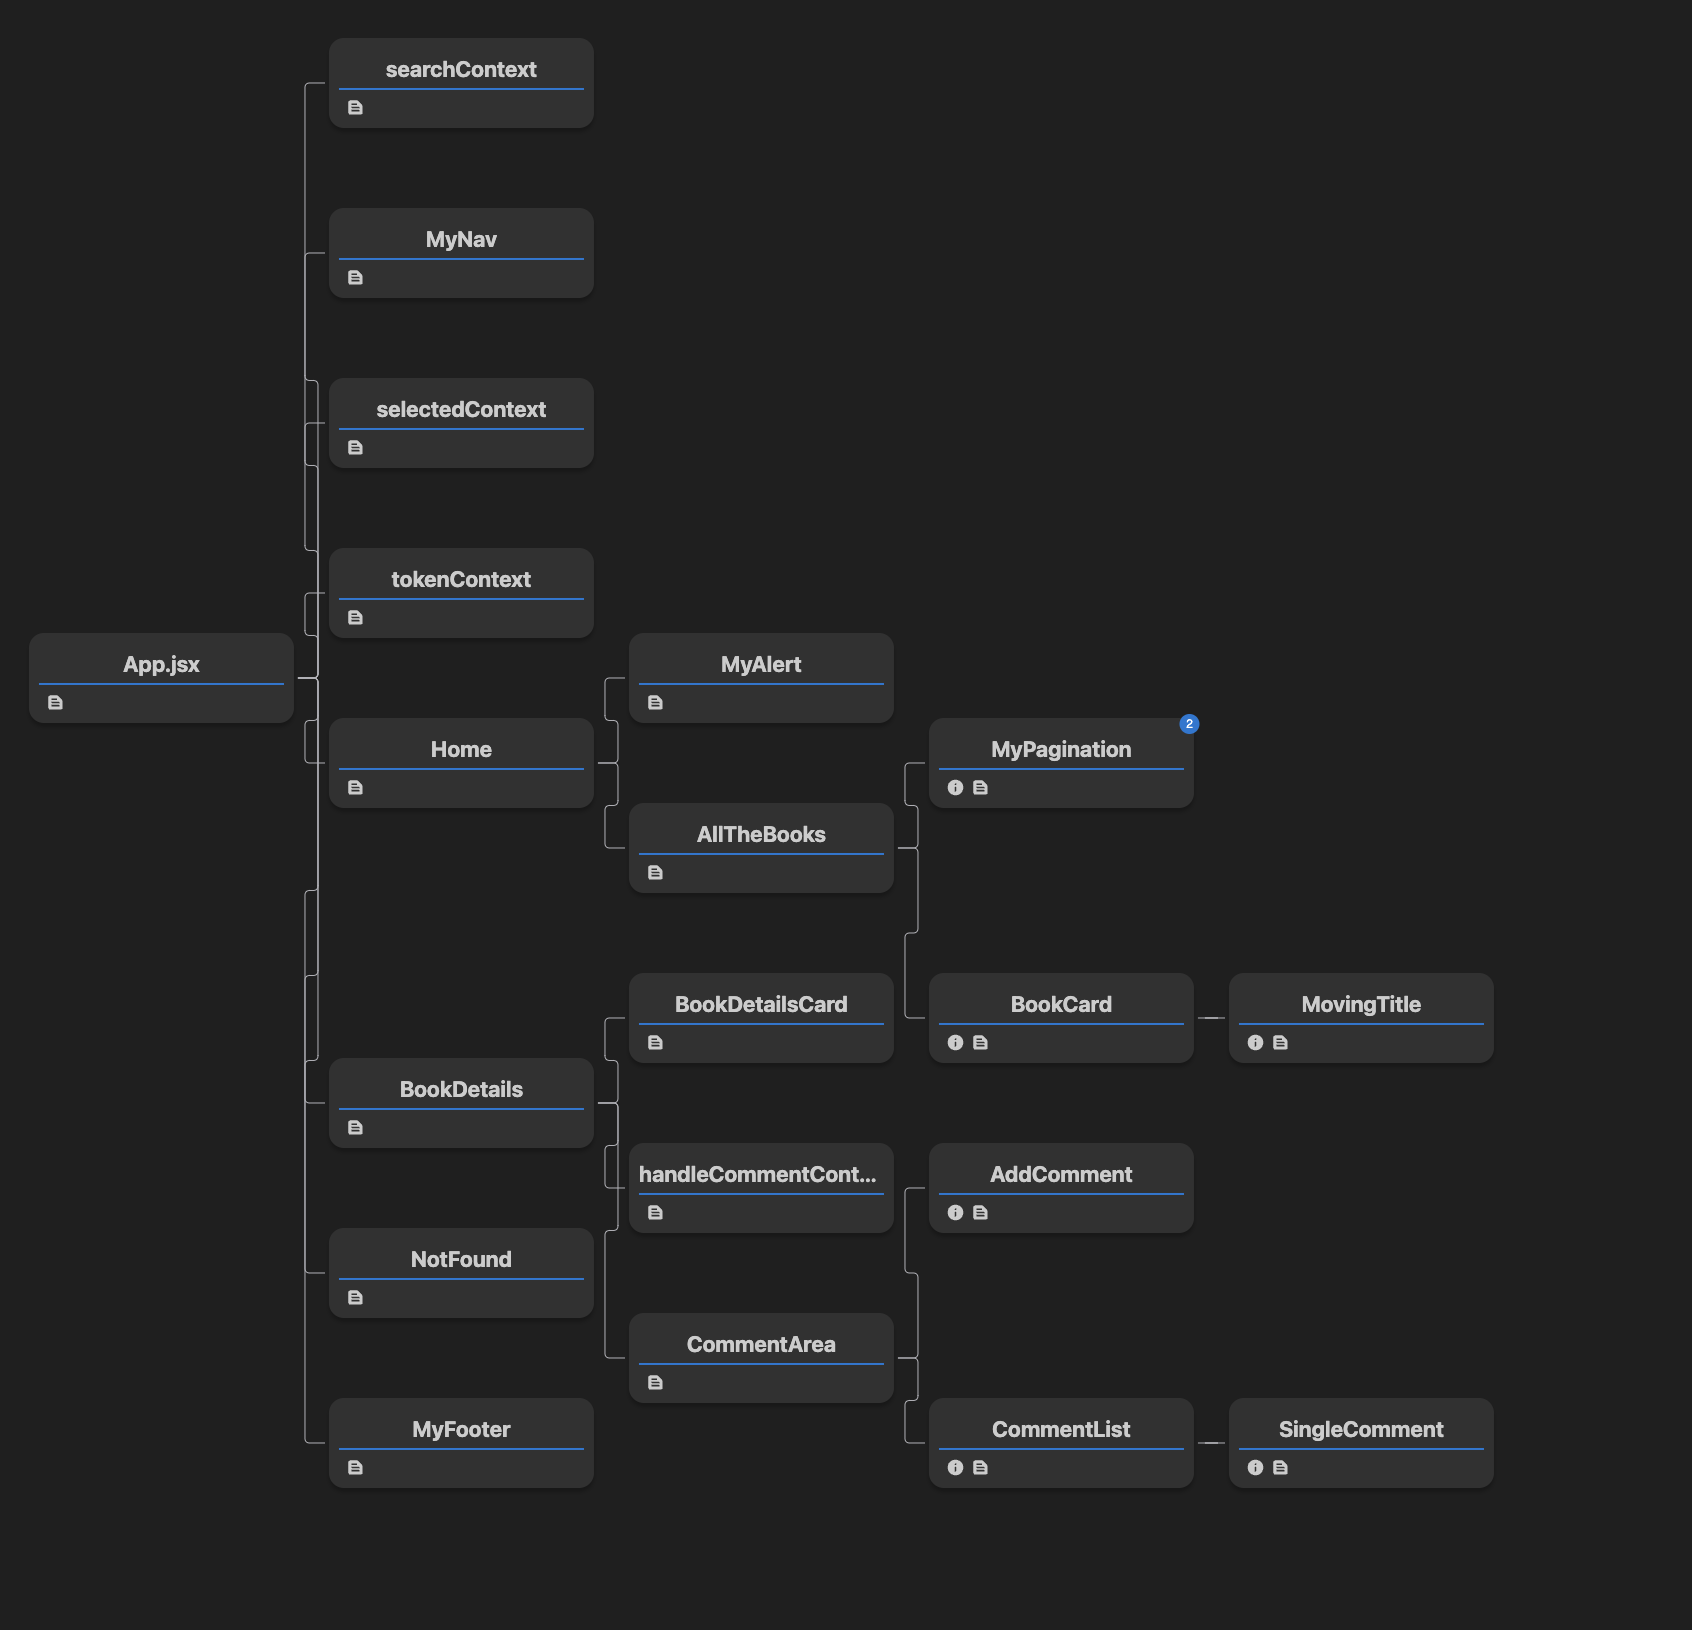 searchContext
MyNav
selectedContext
tokenContext
App.jsx
MyAlert
Home
2
MyPagination
AllTheBooks
BookDetailsCard
BookCard
MovingTitle
BookDetails
handleCommentCont...
AddComment
NotFound
CommentArea
MyFooter
CommentList
SingleComment